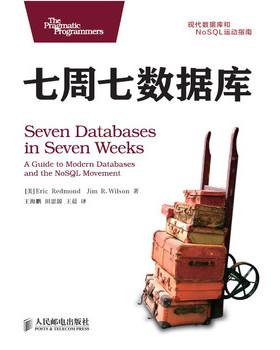 The
Pragmatic
Programmers
现代数据库和
NoSQL运动指南
七周七数据库
Seven Databases
in Seven Weeks
A Guide to Modern Databases
and the NoSQL Movement
[美]Eric Redmond Jim R.Wilson 著
王海鹏 田思源 王晨 译
人民邮电出版社
POSTS & TELECOM PRESS